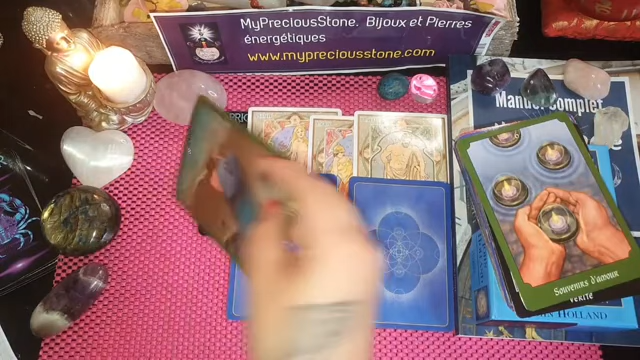 MyPreciousStone. Bijoux et Pierres
énergétiques
www.mypreciousstone.com
Manuel Complet
Souvenirs d'amour
VÉRITÉ
HOLLAND